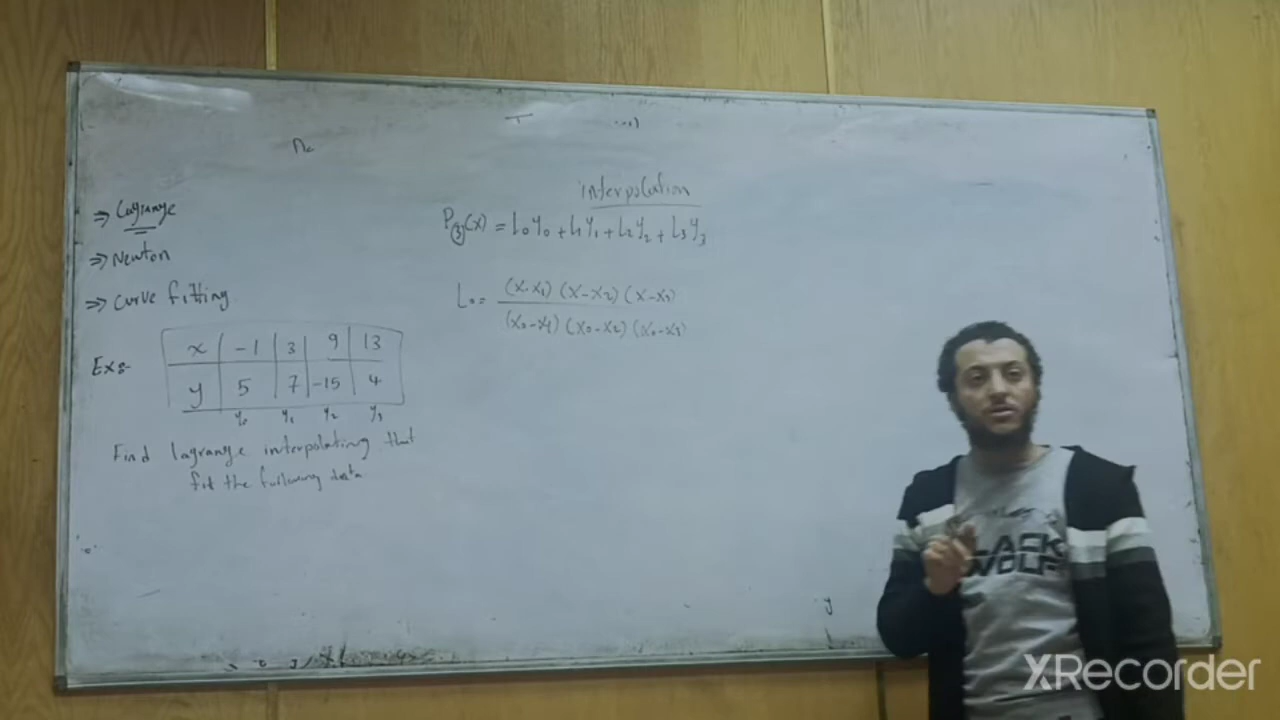 ⇒ Lagrange
⇒ Newton
⇒ Curve fitting
Ex:-
x | -1 | 3 | 9 | 13
y | 5 | 7 | -15 | 4
y₀ y₁ y₂ y₃
Find lagrange interpolating that
fit the following data
interpolation
P₃(x) = L₀y₀ + L₁y₁ + L₂y₂ + L₃y₃
L₀ = (x-x₁) (x-x₂) (x-x₃)
(x₀-x₁) (x₀-x₂) (x₀-x₃)
y
WOLF
XRecorder